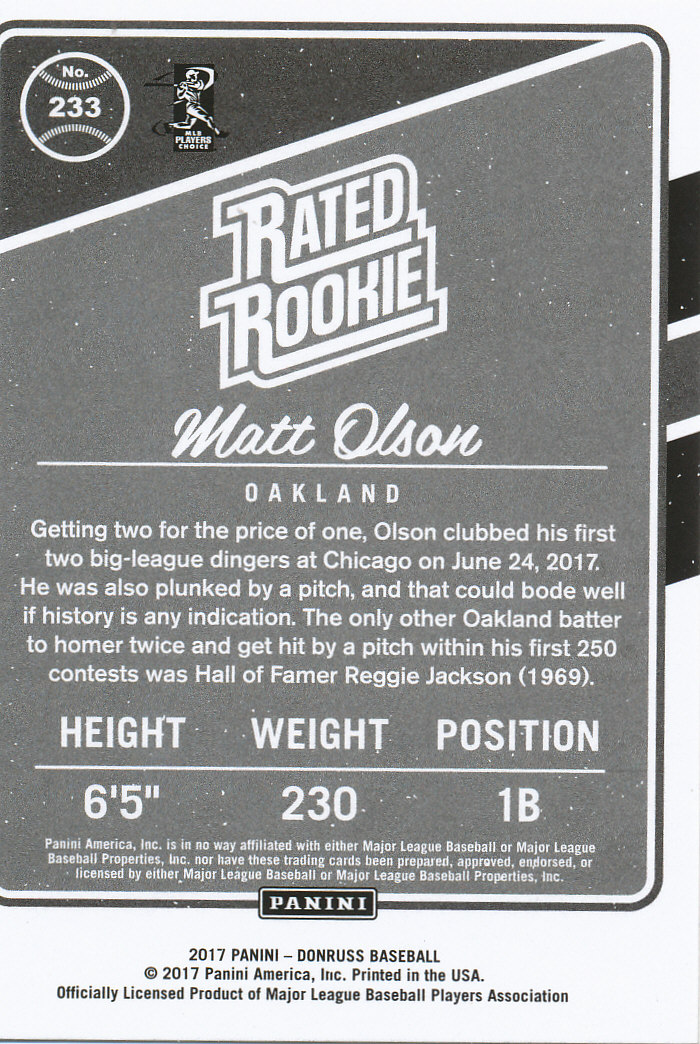 No.
233
MLB
PLAYERS
CHOICE
RATED
ROOKIE
Matt Olson
OAKLAND
Getting two for the price of one, Olson clubbed his first
two big-league dingers at Chicago on June 24, 2017.
He was also plunked by a pitch, and that could bode well
if history is any indication. The only other Oakland batter
to homer twice and get hit by a pitch within his first 250
contests was Hall of Famer Reggie Jackson (1969).
HEIGHT WEIGHT POSITION
6'5" 230 1B
Panini America, Inc. is in no way affiliated with either Major League Baseball or Major League
Baseball Properties, Inc. nor have these trading cards been prepared, approved, endorsed, or
licensed by either Major League Baseball or Major League Baseball Properties, Inc.
PANINI
2017 PANINI – DONRUSS BASEBALL
© 2017 Panini America, Inc. Printed in the USA.
Officially Licensed Product of Major League Baseball Players Association